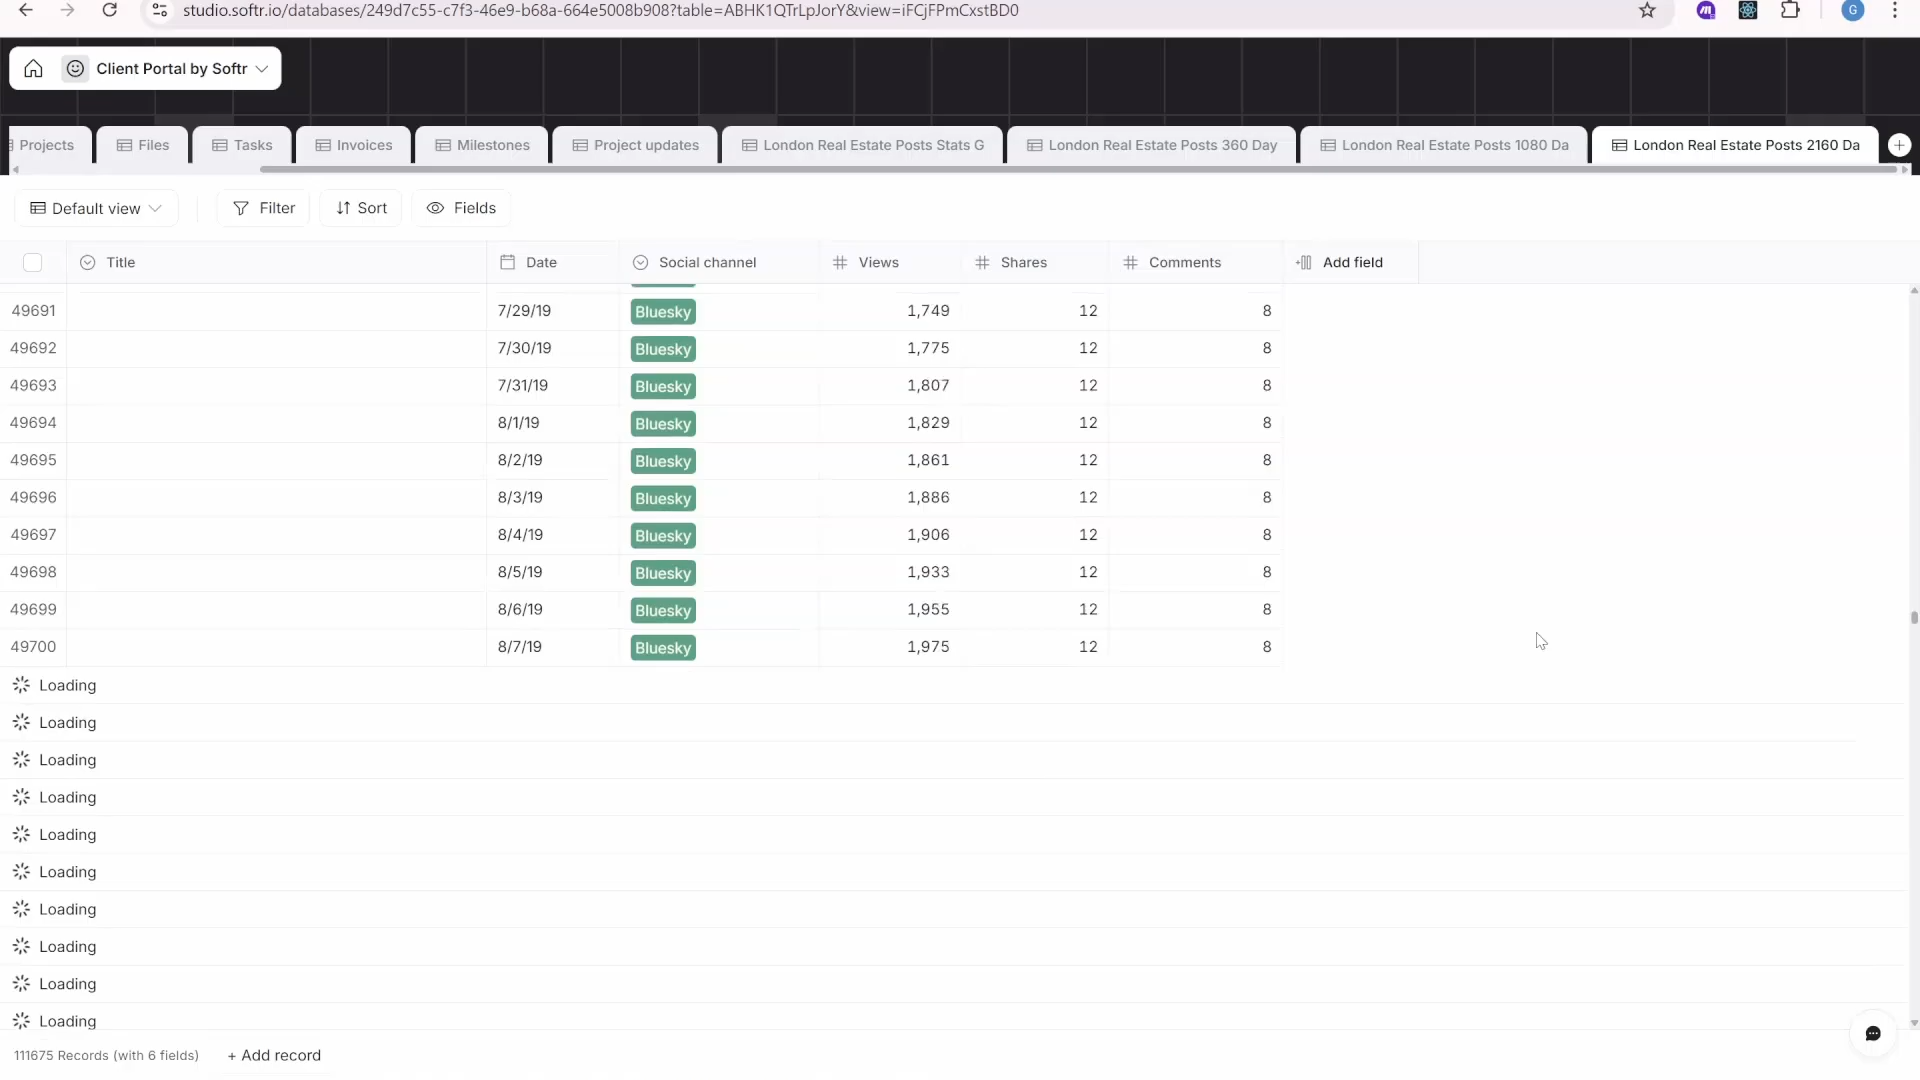 studio.softr.io/databases/249d7c55-c7f3-46e9-b68a-664e5008b908?table=ABHK1QTrLpJorY&view=iFCjFPmCxstBD0
G
Client Portal by Softr
Projects Files Tasks Invoices Milestones Project updates London Real Estate Posts Stats G London Real Estate Posts 360 Day London Real Estate Posts 1080 Da London Real Estate Posts 2160 Da
Default view Filter Sort Fields
Title Date Social channel Views Shares Comments Add field
49691 7/29/19 Bluesky 1,749 12 8
49692 7/30/19 Bluesky 1,775 12 8
49693 7/31/19 Bluesky 1,807 12 8
49694 8/1/19 Bluesky 1,829 12 8
49695 8/2/19 Bluesky 1,861 12 8
49696 8/3/19 Bluesky 1,886 12 8
49697 8/4/19 Bluesky 1,906 12 8
49698 8/5/19 Bluesky 1,933 12 8
49699 8/6/19 Bluesky 1,955 12 8
49700 8/7/19 Bluesky 1,975 12 8
Loading
Loading
Loading
Loading
Loading
Loading
Loading
Loading
Loading
Loading
111675 Records (with 6 fields) + Add record